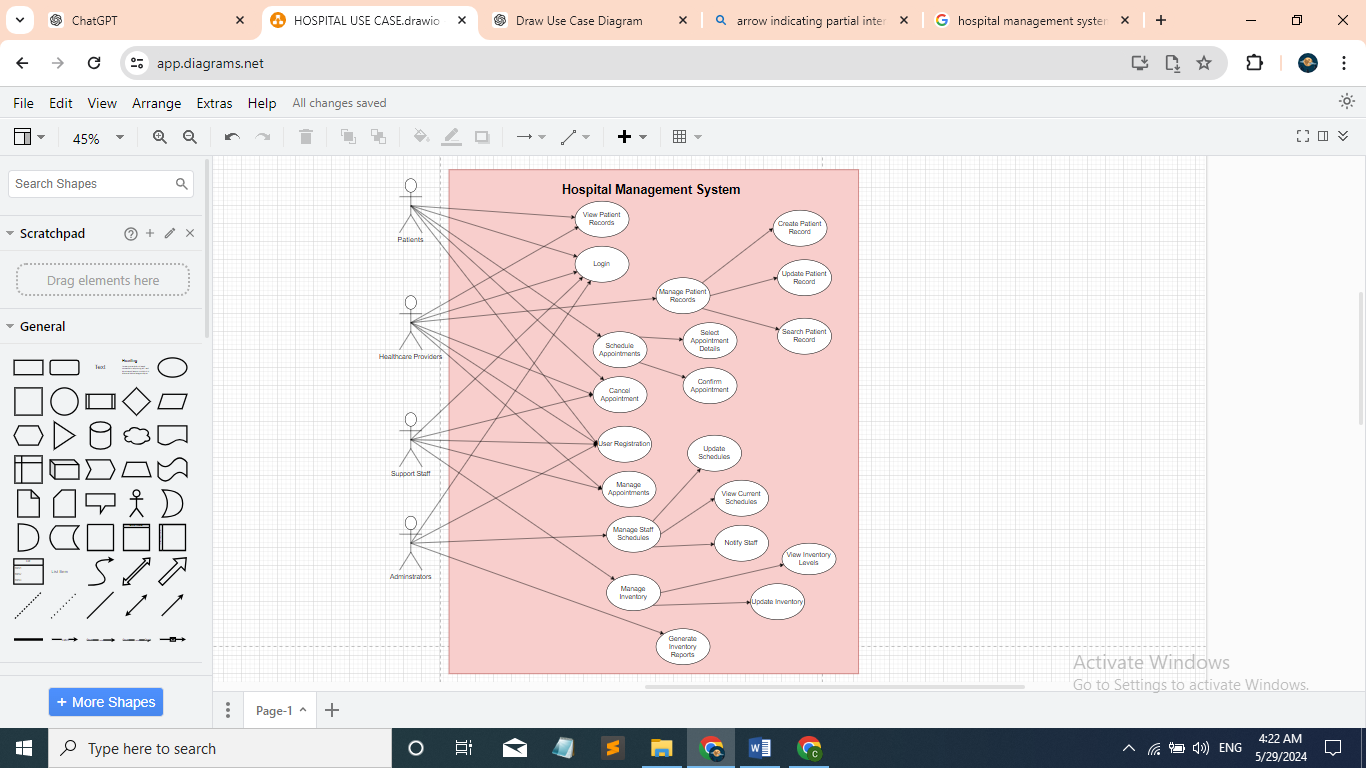 ChatGPT
HOSPITAL USE CASE.drawio
Draw Use Case Diagram
arrow indicating partial inter
hospital management system
app.diagrams.net
File Edit View Arrange Extras Help All changes saved
45%
Search Shapes
Scratchpad
Drag elements here
General
Text
Heading
List Item
+ More Shapes
Hospital Management System
Patients
Healthcare Providers
Support Staff
Adminstrators
View Patient
Records
Login
Manage Patient
Records
Create Patient
Record
Update Patient
Record
Search Patient
Record
Schedule
Appointments
Select
Appointment
Details
Confirm
Appointment
Cancel
Appointment
User Registration
Manage
Appointments
Update
Schedules
View Current
Schedules
Manage Staff
Schedules
Notify Staff
View Inventory
Levels
Manage
Inventory
Update Inventory
Generate
Inventory
Reports
Activate Windows
Go to Settings to activate Windows.
Page-1
Type here to search
ENG
4:22 AM
5/29/2024